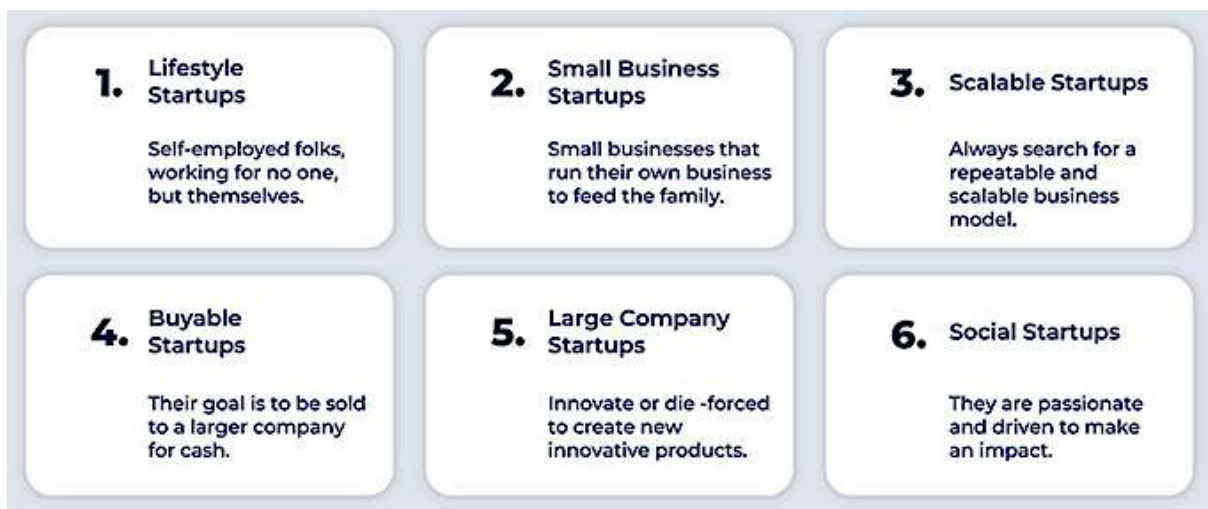 1. Lifestyle
Startups
Self-employed folks,
working for no one,
but themselves.
2. Small Business
Startups
Small businesses that
run their own business
to feed the family.
3. Scalable Startups
Always search for a
repeatable and
scalable business
model.
4. Buyable
Startups
Their goal is to be sold
to a larger company
for cash.
5. Large Company
Startups
Innovate or die -forced
to create new
innovative products.
6. Social Startups
They are passionate
and driven to make
an impact.